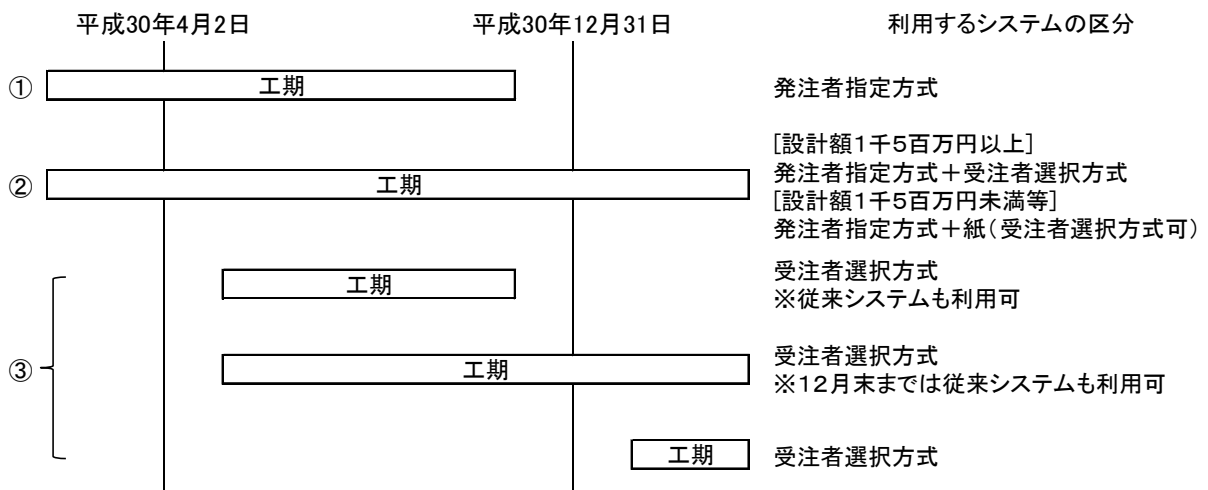 平成30年4月2日 平成30年12月31日 利用するシステムの区分
① 工期 発注者指定方式
[設計額1千5百万円以上]
② 工期 発注者指定方式＋受注者選択方式
[設計額1千5百万円未満等]
発注者指定方式＋紙(受注者選択方式可)
工期 受注者選択方式
※従来システムも利用可
③ 工期 受注者選択方式
※12月末までは従来システムも利用可
工期 受注者選択方式